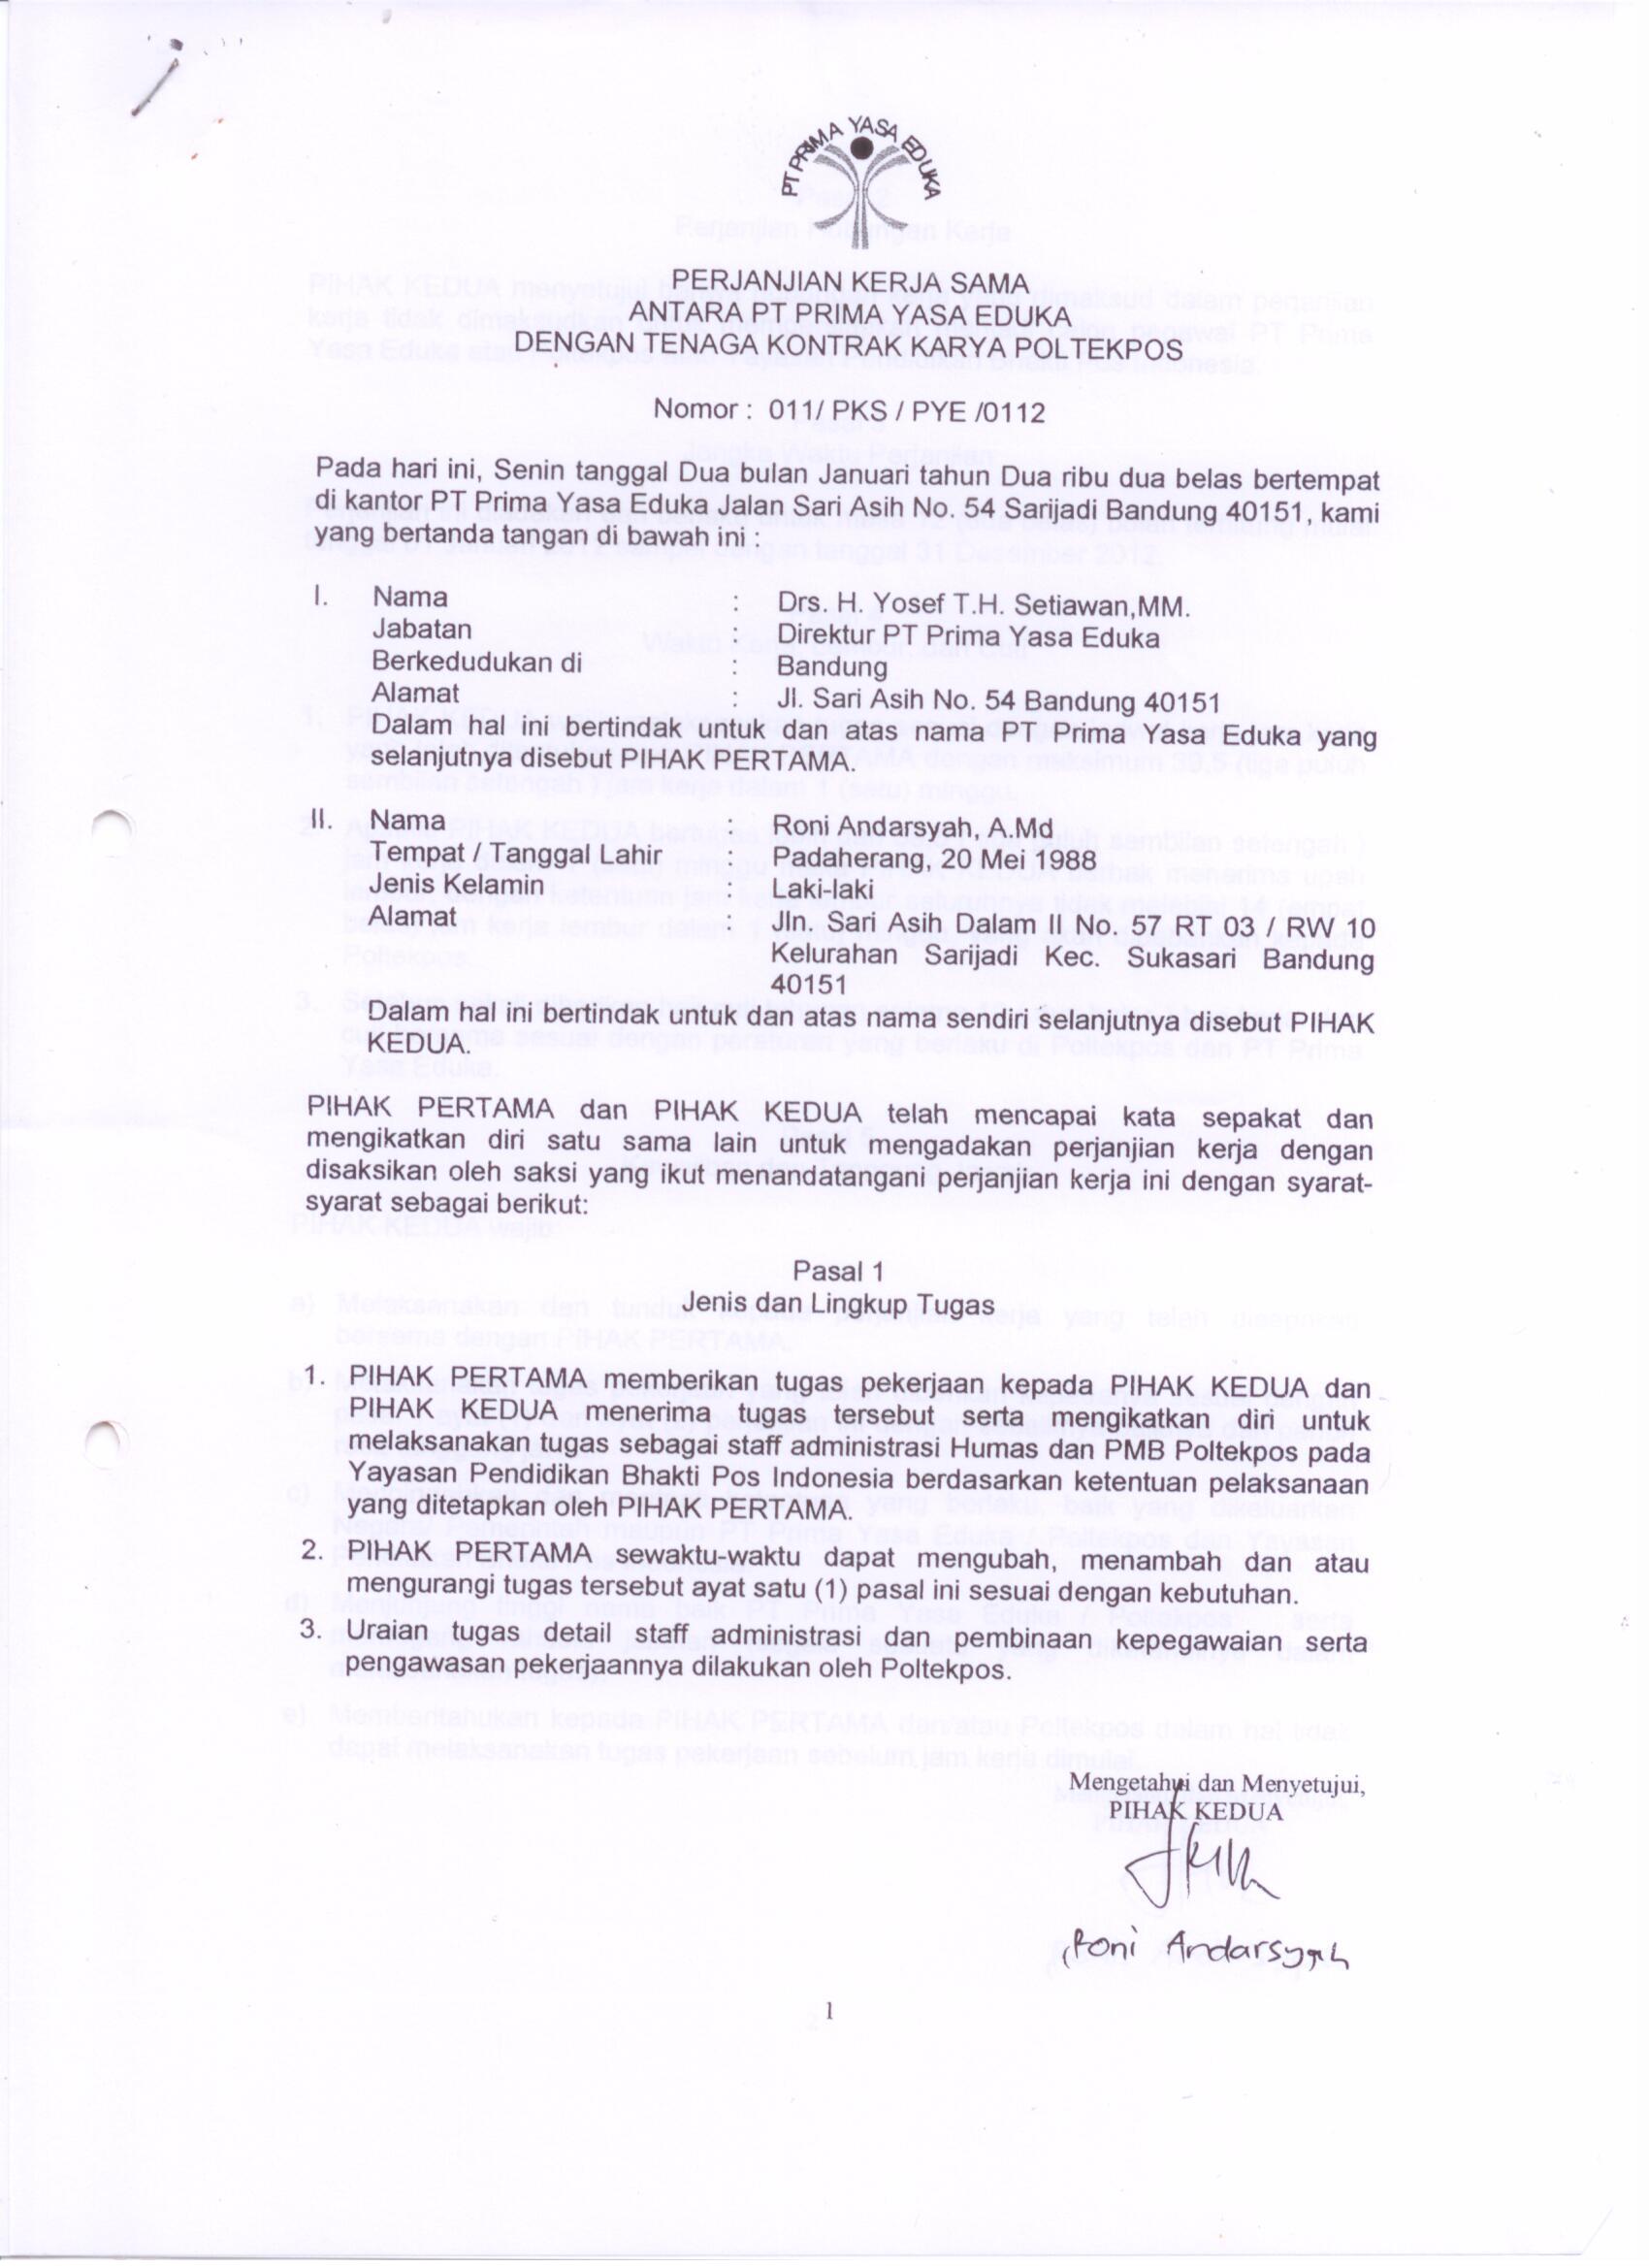 PT PRIMA YASA EDUKA
PERJANJIAN KERJA SAMA
ANTARA PT PRIMA YASA EDUKA
DENGAN TENAGA KONTRAK KARYA POLTEKPOS
Nomor : 011/ PKS / PYE /0112
Pada hari ini, Senin tanggal Dua bulan Januari tahun Dua ribu dua belas bertempat
di kantor PT Prima Yasa Eduka Jalan Sari Asih No. 54 Sarijadi Bandung 40151, kami
yang bertanda tangan di bawah ini :
I. Nama : Drs. H. Yosef T.H. Setiawan,MM.
Jabatan : Direktur PT Prima Yasa Eduka
Berkedudukan di : Bandung
Alamat : Jl. Sari Asih No. 54 Bandung 40151
Dalam hal ini bertindak untuk dan atas nama PT Prima Yasa Eduka yang
selanjutnya disebut PIHAK PERTAMA.
II. Nama : Roni Andarsyah, A.Md
Tempat / Tanggal Lahir : Padaherang, 20 Mei 1988
Jenis Kelamin : Laki-laki
Alamat : Jln. Sari Asih Dalam II No. 57 RT 03 / RW 10
Kelurahan Sarijadi Kec. Sukasari Bandung
40151
Dalam hal ini bertindak untuk dan atas nama sendiri selanjutnya disebut PIHAK
KEDUA.
PIHAK PERTAMA dan PIHAK KEDUA telah mencapai kata sepakat dan
mengikatkan diri satu sama lain untuk mengadakan perjanjian kerja dengan
disaksikan oleh saksi yang ikut menandatangani perjanjian kerja ini dengan syarat-
syarat sebagai berikut:
Pasal 1
Jenis dan Lingkup Tugas
1. PIHAK PERTAMA memberikan tugas pekerjaan kepada PIHAK KEDUA dan
PIHAK KEDUA menerima tugas tersebut serta mengikatkan diri untuk
melaksanakan tugas sebagai staff administrasi Humas dan PMB Poltekpos pada
Yayasan Pendidikan Bhakti Pos Indonesia berdasarkan ketentuan pelaksanaan
yang ditetapkan oleh PIHAK PERTAMA.
2. PIHAK PERTAMA sewaktu-waktu dapat mengubah, menambah dan atau
mengurangi tugas tersebut ayat satu (1) pasal ini sesuai dengan kebutuhan.
3. Uraian tugas detail staff administrasi dan pembinaan kepegawaian serta
pengawasan pekerjaannya dilakukan oleh Poltekpos.
Mengetahui dan Menyetujui,
PIHAK KEDUA
Roni Andarsyah
1